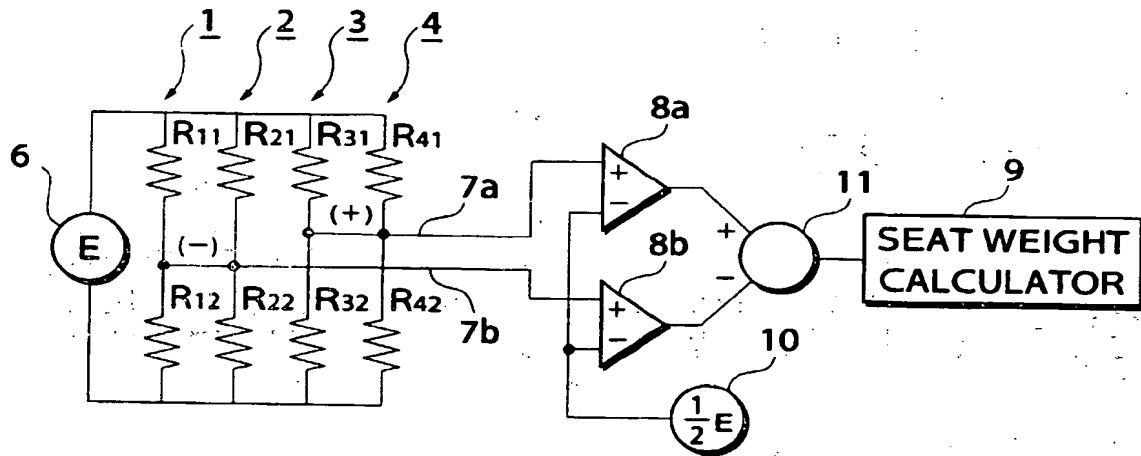 1 2 3 4
R11 R21 R31 R41
8a
6
7a
(+)
+
−
11
9
E
(−)
8b
+
−
SEAT WEIGHT
CALCULATOR
R12 R22 R32 R42
7b
+
−
10
1/2 E